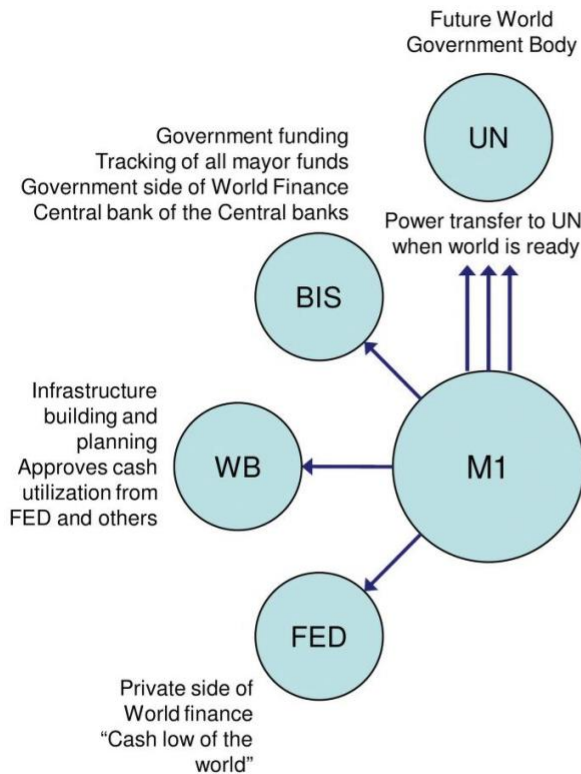 Future World
Government Body
UN
Power transfer to UN
when world is ready
Government funding
Tracking of all mayor funds
Government side of World Finance
Central bank of the Central banks
BIS
Infrastructure
building and
planning
Approves cash
utilization from
FED and others
WB
M1
FED
Private side of
World finance
“Cash low of the
world”